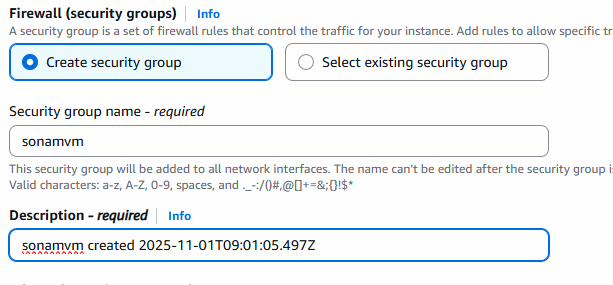 Firewall (security groups) Info
A security group is a set of firewall rules that control the traffic for your instance. Add rules to allow specific
Create security group Select existing security group
Security group name - required
sonamvm
This security group will be added to all network interfaces. The name can't be edited after the security group
Valid characters: a-z, A-Z, 0-9, spaces, and ._-:/()#,@[]+=&;{}!$*
Description - required Info
sonamvm created 2025-11-01T09:01:05.497Z